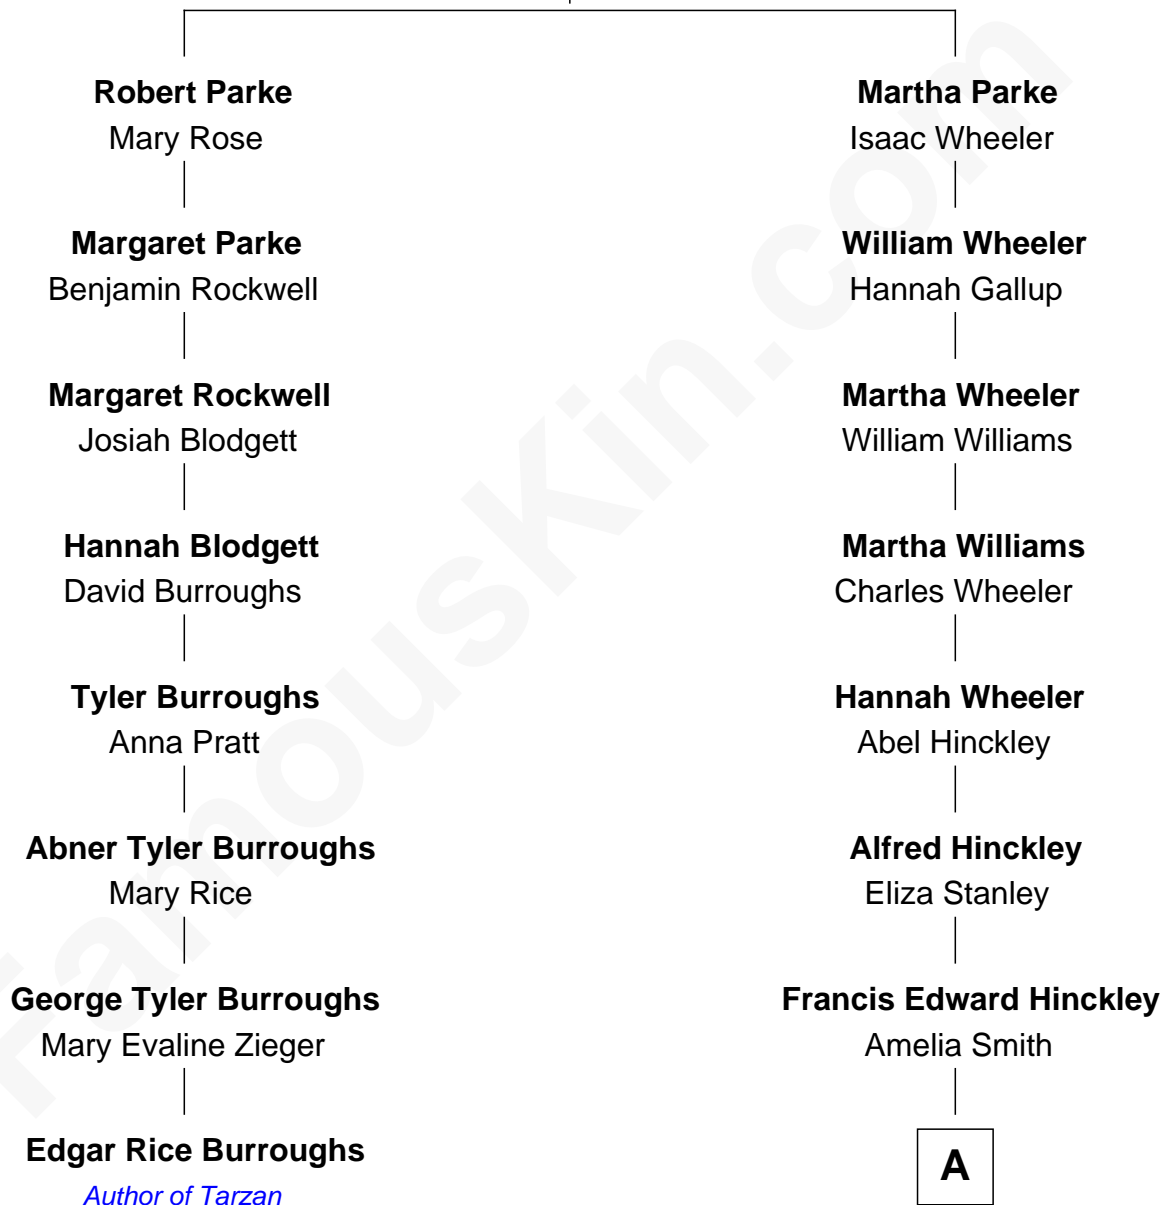 Robert Parke
Mary Rose
Margaret Parke
Benjamin Rockwell
Margaret Rockwell
Josiah Blodgett
Hannah Blodgett
David Burroughs
Tyler Burroughs
Anna Pratt
Abner Tyler Burroughs
Mary Rice
George Tyler Burroughs
Mary Evaline Zieger
Edgar Rice Burroughs
Author of Tarzan
Martha Parke
Isaac Wheeler
William Wheeler
Hannah Gallup
Martha Wheeler
William Williams
Martha Williams
Charles Wheeler
Hannah Wheeler
Abel Hinckley
Alfred Hinckley
Eliza Stanley
Francis Edward Hinckley
Amelia Smith
A
FamousKin.com